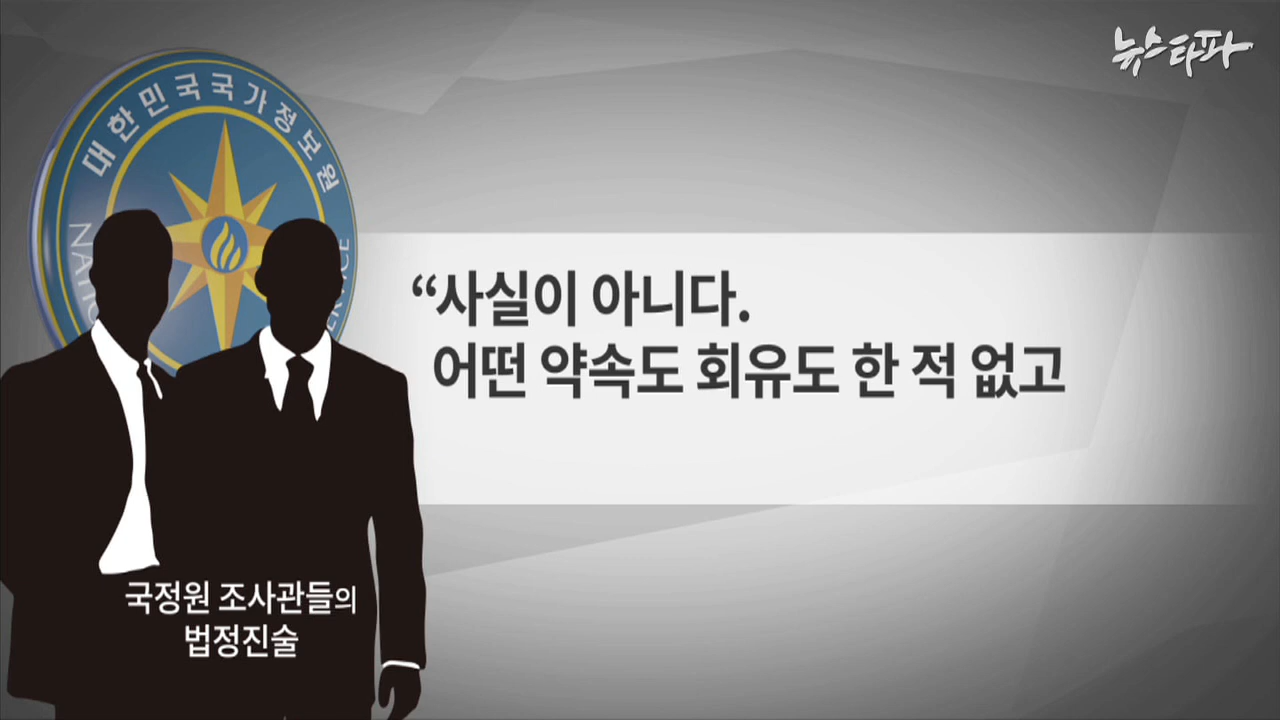 뉴스타파
대한민국국가정보원
“사실이 아니다.
어떤 약속도 회유도 한 적 없고
국정원 조사관들의
법정진술